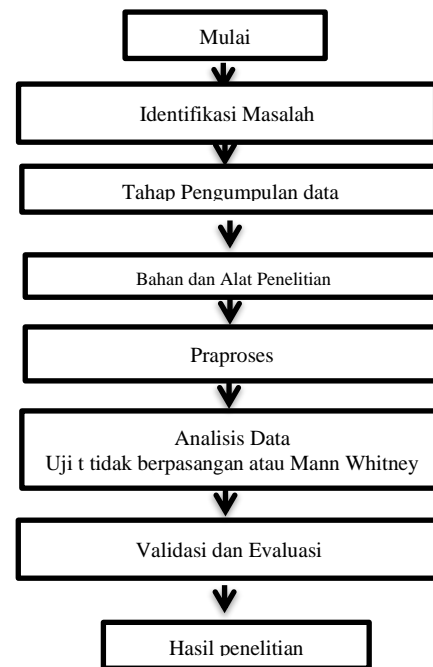 Mulai
Identifikasi Masalah
Tahap Pengumpulan data
Bahan dan Alat Penelitian
Praproses
Analisis Data
Uji t tidak berpasangan atau Mann Whitney
Validasi dan Evaluasi
Hasil penelitian